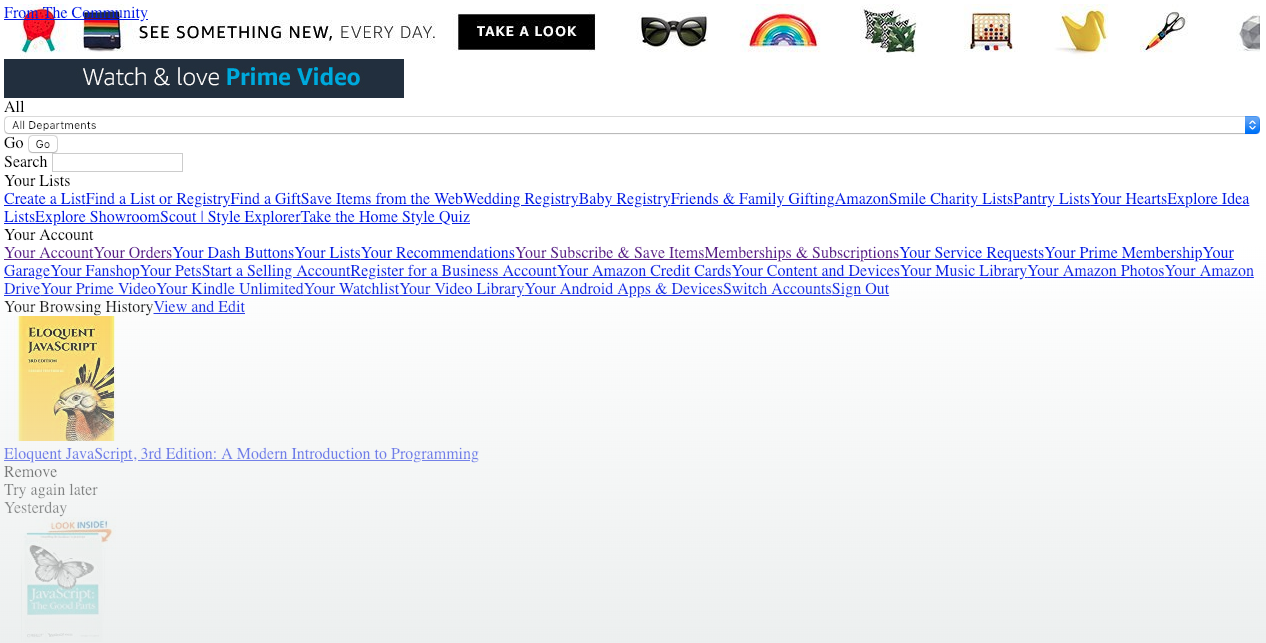 From The Community
SEE SOMETHING NEW, EVERY DAY. TAKE A LOOK
Watch & love Prime Video
All
All Departments
Go Go
Search
Your Lists
Create a ListFind a List or RegistryFind a GiftSave Items from the WebWedding RegistryBaby RegistryFriends & Family GiftingAmazonSmile Charity ListsPantry ListsYour HeartsExplore Idea
ListsExplore ShowroomScout | Style ExplorerTake the Home Style Quiz
Your Account
Your AccountYour OrdersYour Dash ButtonsYour ListsYour RecommendationsYour Subscribe & Save ItemsMemberships & SubscriptionsYour Service RequestsYour Prime MembershipYour
GarageYour FanshopYour PetsStart a Selling AccountRegister for a Business AccountYour Amazon Credit CardsYour Content and DevicesYour Music LibraryYour Amazon PhotosYour Amazon
DriveYour Prime VideoYour Kindle UnlimitedYour WatchlistYour Video LibraryYour Android Apps & DevicesSwitch AccountsSign Out
Your Browsing HistoryView and Edit
ELOQUENT
JAVASCRIPT
3RD EDITION
Eloquent JavaScript, 3rd Edition: A Modern Introduction to Programming
Remove
Try again later
Yesterday
LOOK INSIDE!
JavaScript:
The Good Parts